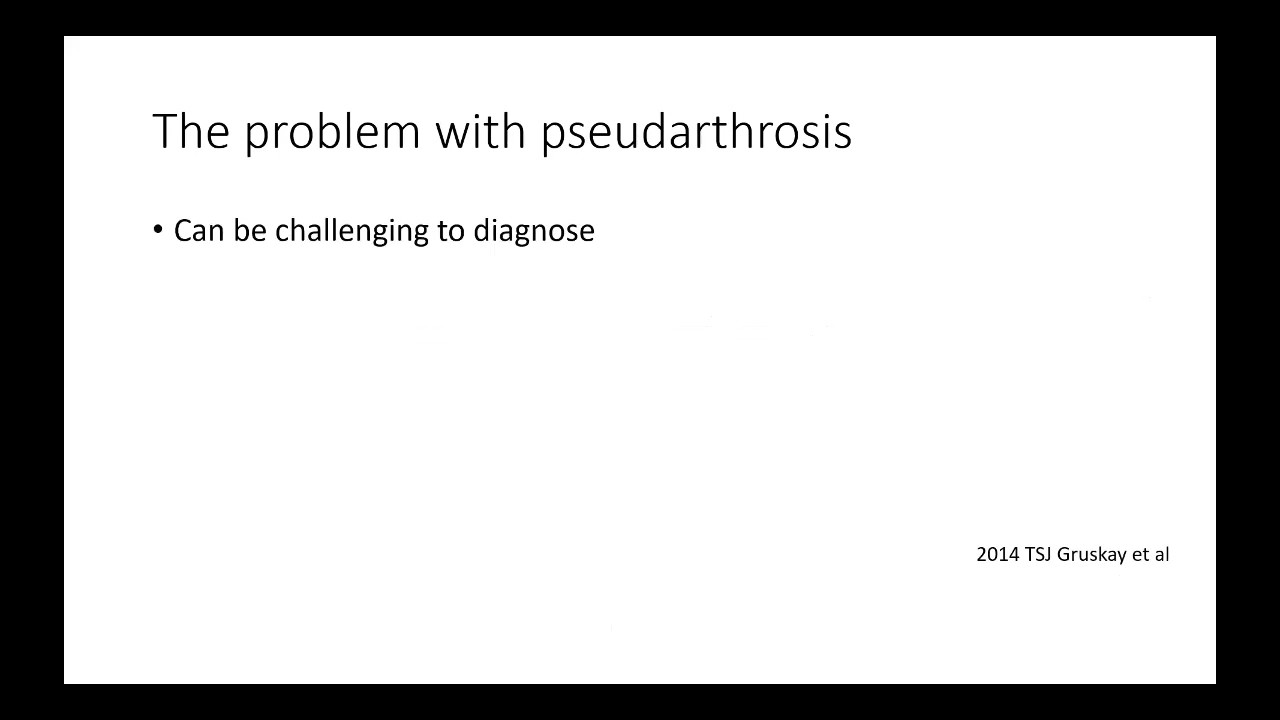 The problem with pseudarthrosis
• Can be challenging to diagnose
2014 TSJ Gruskay et al